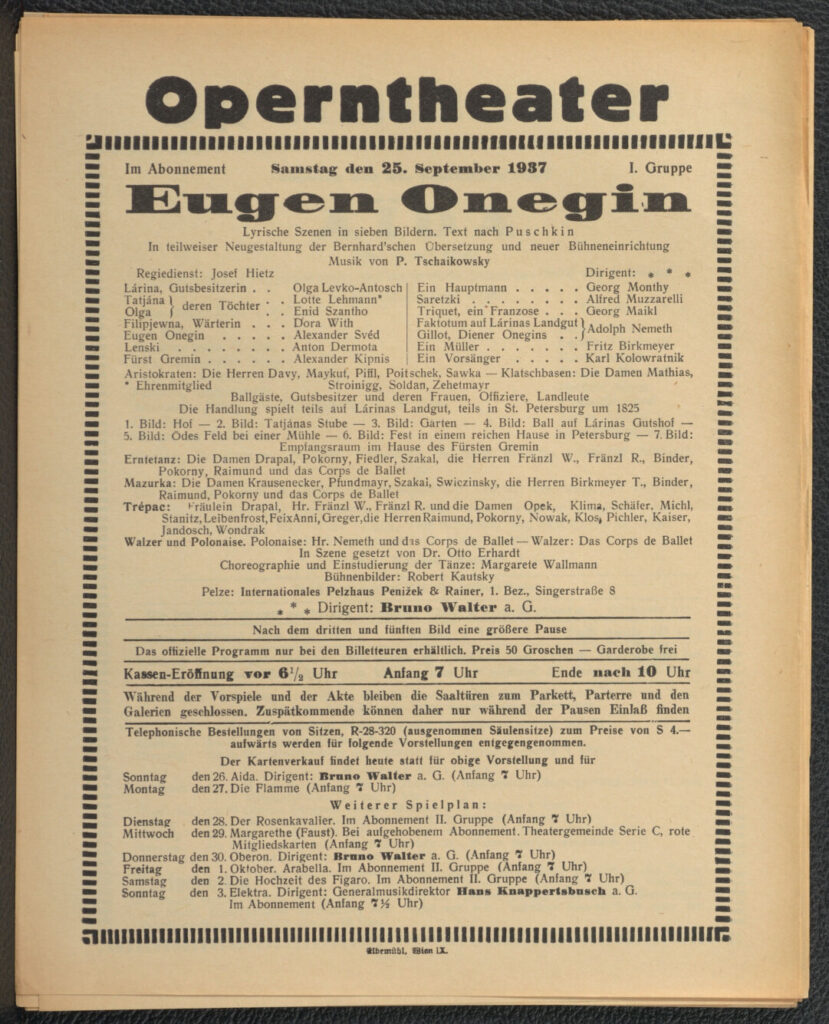 Operntheater
Im Abonnement Samstag den 25. September 1937 I. Gruppe
Eugen Onegin
Lyrische Szenen in sieben Bildern. Text nach Puschkin
In teilweiser Neugestaltung der Bernhard'schen Übersetzung und neuer Bühneneinrichtung
Musik von P. Tschaikowsky
Regiedienst: Josef Hietz Dirigent: * * *
Lárina, Gutsbesitzerin . . Olga Levko-Antosch
Tatjána } deren Töchter . . Lotte Lehmann*
Olga Enid Szantho
Filipjewna, Wärterin . . . Dora With
Eugen Onegin . . . . . Alexander Svéd
Lenski . . . . . . . Anton Dermota
Fürst Gremin . . . . . . Alexander Kipnis
Ein Hauptmann . . . . . Georg Monthy
Saretzki . . . . . . . . Alfred Muzzarelli
Triquet, ein Franzose . . . Georg Maikl
Faktotum auf Lárinas Landgut } Adolph Nemeth
Gillot, Diener Onegins . .
Ein Müller . . . . . . . Fritz Birkmeyer
Ein Vorsänger . . . . . Karl Kolowratnik
Aristokraten: Die Herren Davy, Maykuf, Piffl, Poitschek, Sawka — Klatschbasen: Die Damen Mathias,
* Ehrenmitglied Stroinigg, Soldan, Zehetmayr
Ballgäste, Gutsbesitzer und deren Frauen, Offiziere, Landleute
Die Handlung spielt teils auf Lárinas Landgut, teils in St. Petersburg um 1825
1. Bild: Hof — 2. Bild: Tatjánas Stube — 3. Bild: Garten — 4. Bild: Ball auf Lárinas Gutshof —
5. Bild: Ödes Feld bei einer Mühle — 6. Bild: Fest in einem reichen Hause in Petersburg — 7. Bild:
Empfangsraum im Hause des Fürsten Gremin
Erntetanz: Die Damen Drapal, Pokorny, Fiedler, Szakal, die Herren Fränzl W., Fränzl R., Binder,
Pokorny, Raimund und das Corps de Ballet
Mazurka: Die Damen Krausenecker, Pfundmayr, Szakal, Swiczinsky, die Herren Birkmeyer T., Binder,
Raimund, Pokorny und das Corps de Ballet
Trépac: Fräulein Drapal, Hr. Fränzl W., Fränzl R. und die Damen Opek, Klima, Schäfer, Michl,
Stanitz, Leibenfrost, Feix Anni, Greger, die Herren Raimund, Pokorny, Nowak, Klos, Pichler, Kaiser,
Jandosch, Wondrak
Walzer und Polonaise. Polonaise: Hr. Nemeth und das Corps de Ballet — Walzer: Das Corps de Ballet
In Szene gesetzt von Dr. Otto Erhardt
Choreographie und Einstudierung der Tänze: Margarete Wallmann
Bühnenbilder: Robert Kautsky
Pelze: Internationales Pelzhaus Penižek & Rainer, 1. Bez., Singerstraße 8
* * * Dirigent: Bruno Walter a. G.
Nach dem dritten und fünften Bild eine größere Pause
Das offizielle Programm nur bei den Billetteuren erhältlich. Preis 50 Groschen — Garderobe frei
Kassen-Eröffnung vor 6½ Uhr Anfang 7 Uhr Ende nach 10 Uhr
Während der Vorspiele und der Akte bleiben die Saaltüren zum Parkett, Parterre und den
Galerien geschlossen. Zuspätkommende können daher nur während der Pausen Einlaß finden
Telephonische Bestellungen von Sitzen, R-28-320 (ausgenommen Säulensitze) zum Preise von S 4.—
aufwärts werden für folgende Vorstellungen entgegengenommen.
Der Kartenverkauf findet heute statt für obige Vorstellung und für
Sonntag den 26. Aida. Dirigent: Bruno Walter a. G. (Anfang 7 Uhr)
Montag den 27. Die Flamme (Anfang 7 Uhr)
Weiterer Spielplan:
Dienstag den 28. Der Rosenkavalier. Im Abonnement II. Gruppe (Anfang 7 Uhr)
Mittwoch den 29. Margarethe (Faust). Bei aufgehobenem Abonnement. Theatergemeinde Serie C, rote
Mitgliedskarten (Anfang 7 Uhr)
Donnerstag den 30. Oberon. Dirigent: Bruno Walter a. G. (Anfang 7 Uhr)
Freitag den 1. Oktober. Arabella. Im Abonnement II. Gruppe (Anfang 7 Uhr)
Samstag den 2. Die Hochzeit des Figaro. Im Abonnement II. Gruppe (Anfang 7 Uhr)
Sonntag den 3. Elektra. Dirigent: Generalmusikdirektor Hans Knappertsbusch a. G.
Im Abonnement (Anfang 7½ Uhr)
Elbemühl, Wien IX.